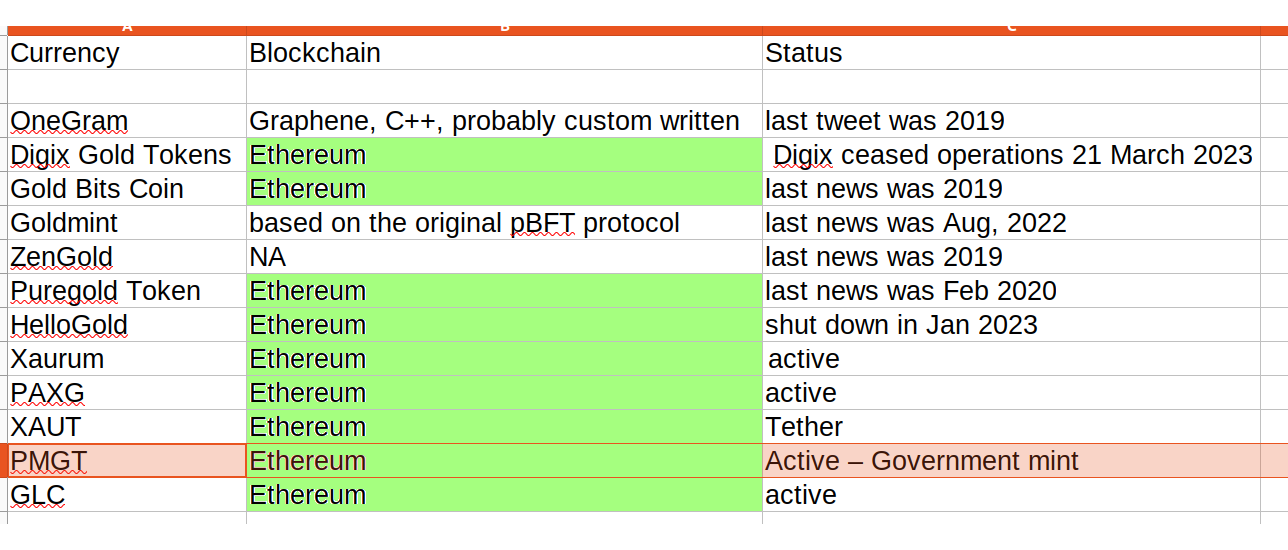 A B C
Currency Blockchain Status
OneGram Graphene, C++, probably custom written last tweet was 2019
Digix Gold Tokens Ethereum Digix ceased operations 21 March 2023
Gold Bits Coin Ethereum last news was 2019
Goldmint based on the original pBFT protocol last news was Aug, 2022
ZenGold NA last news was 2019
Puregold Token Ethereum last news was Feb 2020
HelloGold Ethereum shut down in Jan 2023
Xaurum Ethereum active
PAXG Ethereum active
XAUT Ethereum Tether
PMGT Ethereum Active – Government mint
GLC Ethereum active